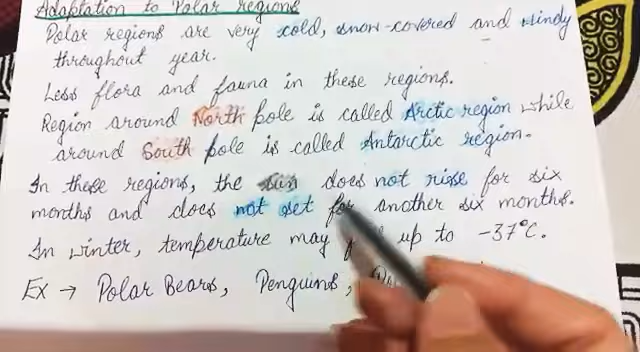 Adaptation to Polar regions
Polar regions are very cold, snow-covered and windy
throughout year.
Less flora and fauna in these regions.
Region around North pole is called Arctic region while
around South pole is called Antarctic region.
In these regions, the sun does not rise for six
months and does not set for another six months.
In winter, temperature may up to -37°C.
Ex → Polar Bears, Penguins,